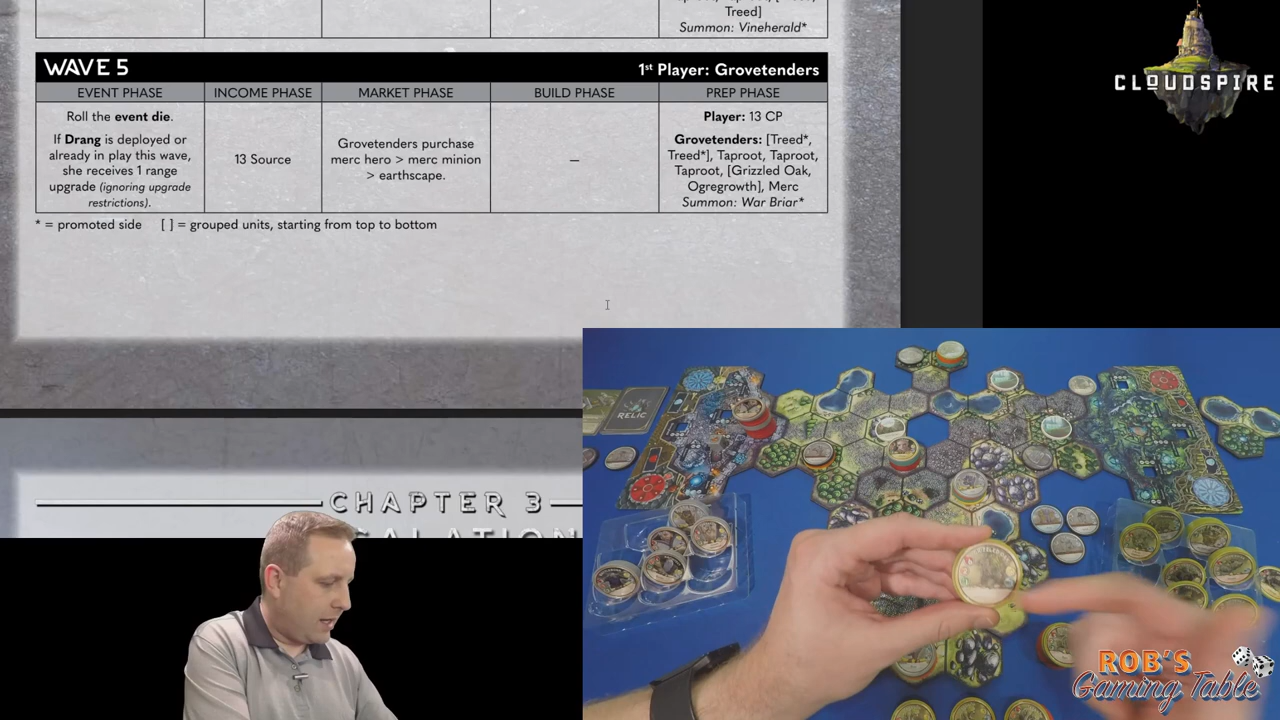 Treed]
Summon: Vineherald*
WAVE 5
1st Player: Grovetenders
EVENT PHASE
INCOME PHASE
MARKET PHASE
BUILD PHASE
PREP PHASE
Roll the event die.
If Drang is deployed or
already in play this wave,
she receives 1 range
upgrade (ignoring upgrade
restrictions).
13 Source
Grovetenders purchase
merc hero > merc minion
> earthscape.
–
Player: 13 CP
Grovetenders: [Treed*,
Treed*], Taproot, Taproot,
Taproot, [Grizzled Oak,
Ogregrowth], Merc
Summon: War Briar*
* = promoted side [ ] = grouped units, starting from top to bottom
CHAPTER 3
CLOUDSPIRE
RELIC
ROB'S
Gaming Table